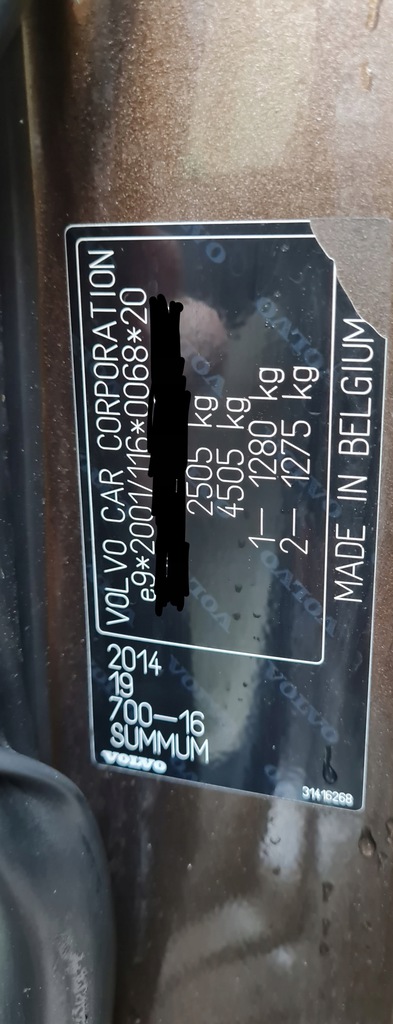 VOLVO CAR CORPORATION
e9*2001/116*0068*20
2505 kg
4505 kg
1— 1280 kg
2— 1275 kg
MADE IN BELGIUM
2014
19
700—16
SUMMUM
VOLVO
31416268